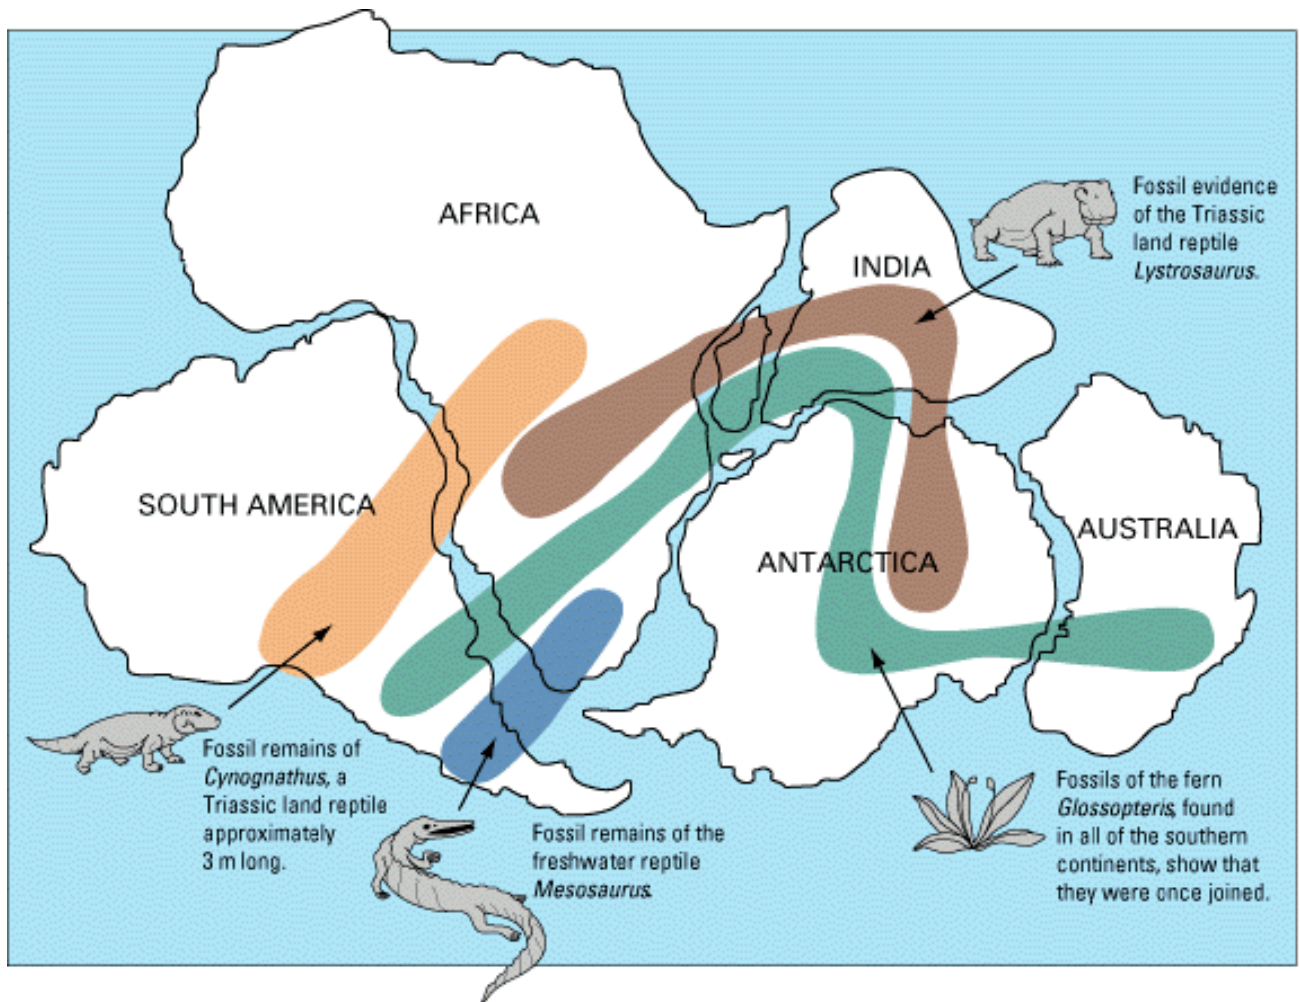 AFRICA
INDIA
Fossil evidence
of the Triassic
land reptile
Lystrosaurus.
SOUTH AMERICA
ANTARCTICA
AUSTRALIA
Fossil remains of
Cynognathus, a
Triassic land reptile
approximately
3 m long.
Fossil remains of the
freshwater reptile
Mesosaurus.
Fossils of the fern
Glossopteris, found
in all of the southern
continents, show that
they were once joined.